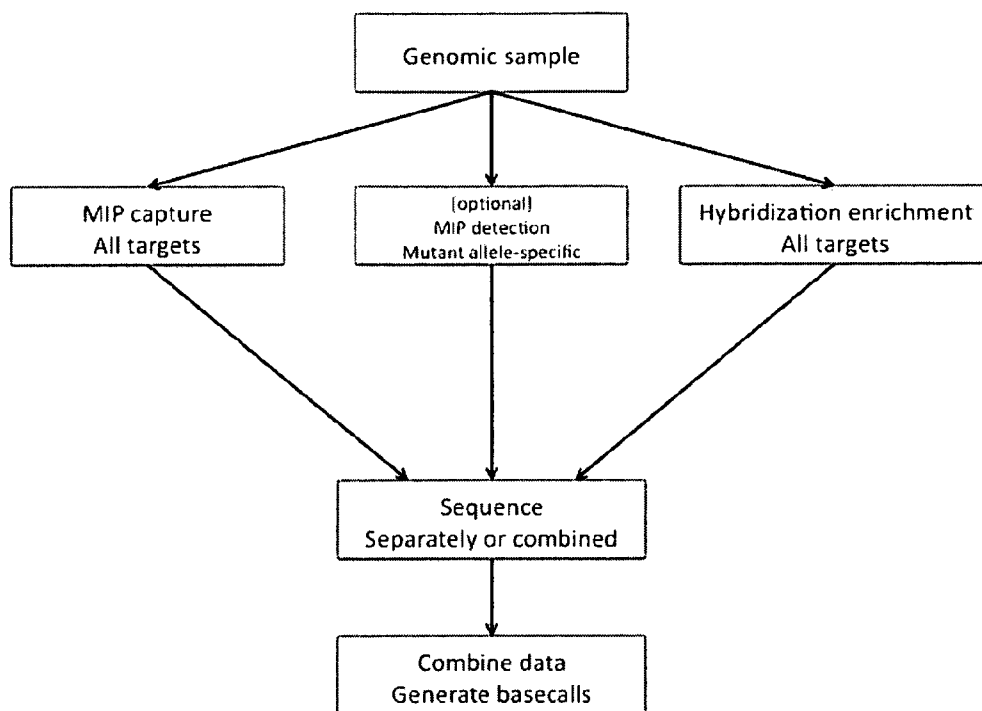 Genomic sample
MIP capture
All targets
(optional)
MIP detection
Mutant allele-specific
Hybridization enrichment
All targets
Sequence
Separately or combined
Combine data
Generate basecalls